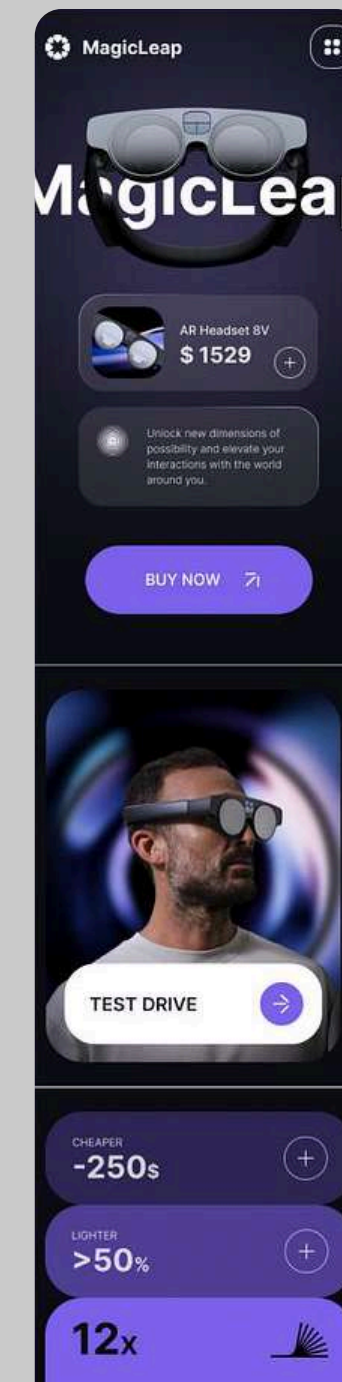 MagicLeap
MagicLea
AR Headset 8V
$ 1529
Unlock new dimensions of
possibility and elevate your
interactions with the world
around you.
BUY NOW
TEST DRIVE
CHEAPER
-250$
LIGHTER
>50%
12x